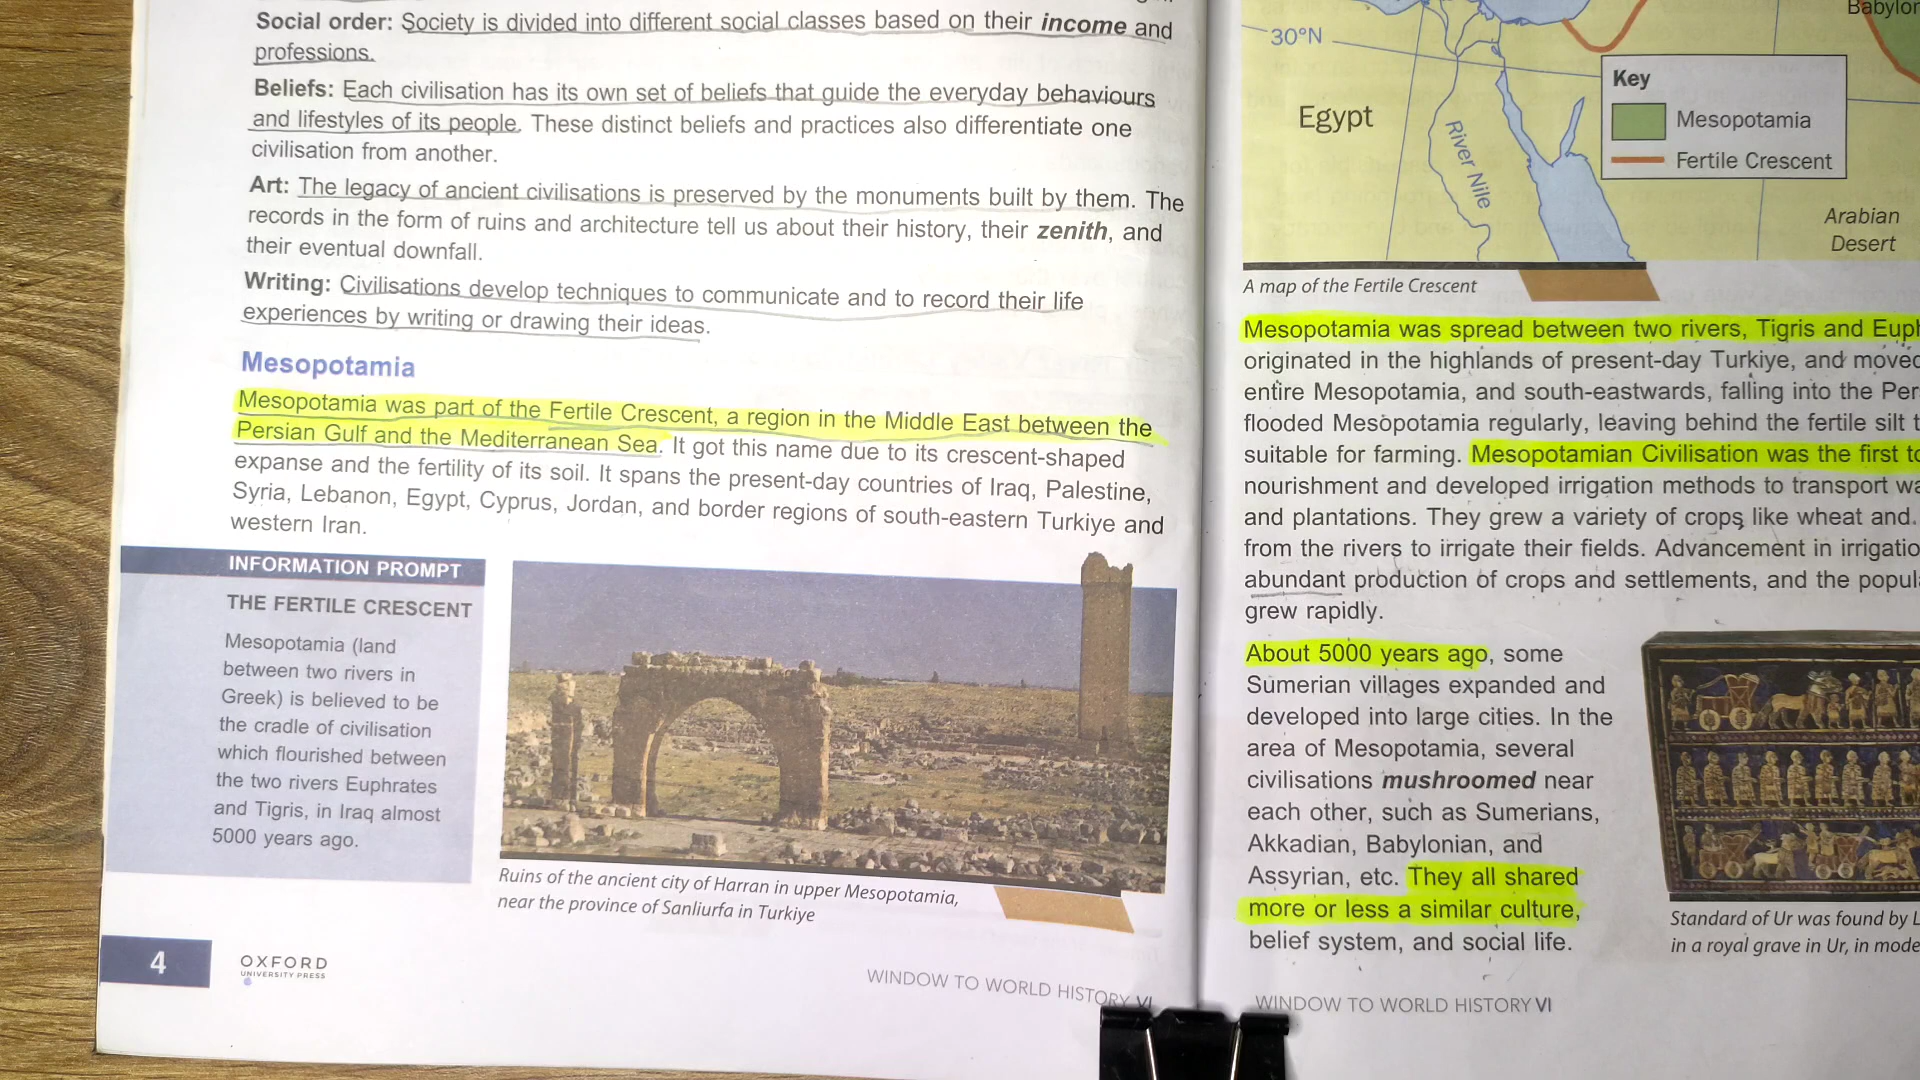 Social order: Society is divided into different social classes based on their income and
professions.
Beliefs: Each civilisation has its own set of beliefs that guide the everyday behaviours
and lifestyles of its people. These distinct beliefs and practices also differentiate one
civilisation from another.
Art: The legacy of ancient civilisations is preserved by the monuments built by them. The
records in the form of ruins and architecture tell us about their history, their zenith, and
their eventual downfall.
Writing: Civilisations develop techniques to communicate and to record their life
experiences by writing or drawing their ideas.
Mesopotamia
Mesopotamia was part of the Fertile Crescent, a region in the Middle East between the
Persian Gulf and the Mediterranean Sea. It got this name due to its crescent-shaped
expanse and the fertility of its soil. It spans the present-day countries of Iraq, Palestine,
Syria, Lebanon, Egypt, Cyprus, Jordan, and border regions of south-eastern Turkiye and
western Iran.
INFORMATION PROMPT
THE FERTILE CRESCENT
Mesopotamia (land
between two rivers in
Greek) is believed to be
the cradle of civilisation
which flourished between
the two rivers Euphrates
and Tigris, in Iraq almost
5000 years ago.
Ruins of the ancient city of Harran in upper Mesopotamia,
near the province of Sanliurfa in Turkiye
4
OXFORD
UNIVERSITY PRESS
WINDOW TO WORLD HISTORY VI
Babylon
30°N
Key
Mesopotamia
Fertile Crescent
Egypt
River Nile
Arabian
Desert
A map of the Fertile Crescent
Mesopotamia was spread between two rivers, Tigris and
originated in the highlands of present-day Turkiye, and moved
entire Mesopotamia, and south-eastwards, falling into the
flooded Mesopotamia regularly, leaving behind the fertile silt
suitable for farming. Mesopotamian Civilisation was the first to
nourishment and developed irrigation methods to transport
and plantations. They grew a variety of crops like wheat and
from the rivers to irrigate their fields. Advancement in
abundant production of crops and settlements, and the
grew rapidly.
About 5000 years ago, some
Sumerian villages expanded and
developed into large cities. In the
area of Mesopotamia, several
civilisations mushroomed near
each other, such as Sumerians,
Akkadian, Babylonian, and
Assyrian, etc. They all shared
more or less a similar culture,
belief system, and social life.
Standard of Ur was found by
in a royal grave in Ur, in
WINDOW TO WORLD HISTORY VI